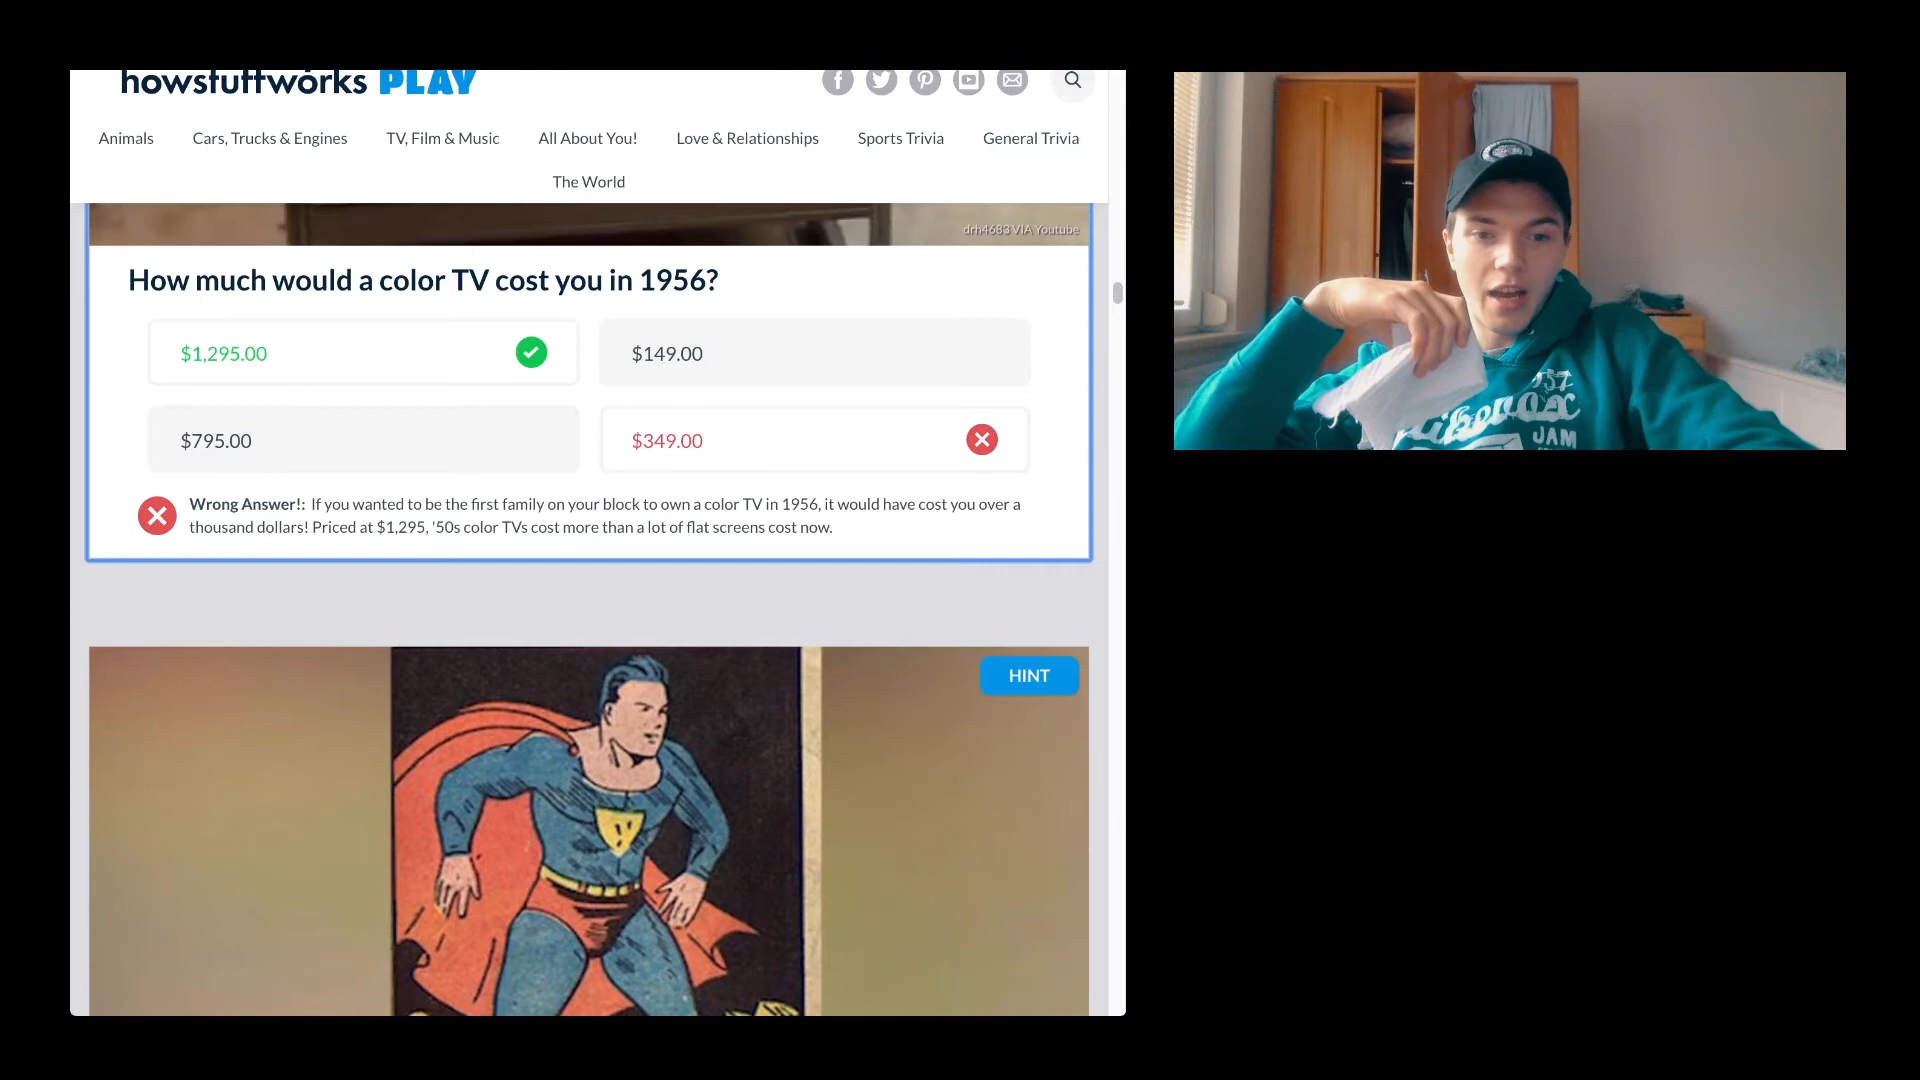 howstuffworks PLAY
Animals Cars, Trucks & Engines TV, Film & Music All About You! Love & Relationships Sports Trivia General Trivia
The World
drh4683 VIA Youtube
How much would a color TV cost you in 1956?
$1,295.00 $149.00
$795.00 $349.00
Wrong Answer!: If you wanted to be the first family on your block to own a color TV in 1956, it would have cost you over a
thousand dollars! Priced at $1,295, '50s color TVs cost more than a lot of flat screens cost now.
HINT
JAM